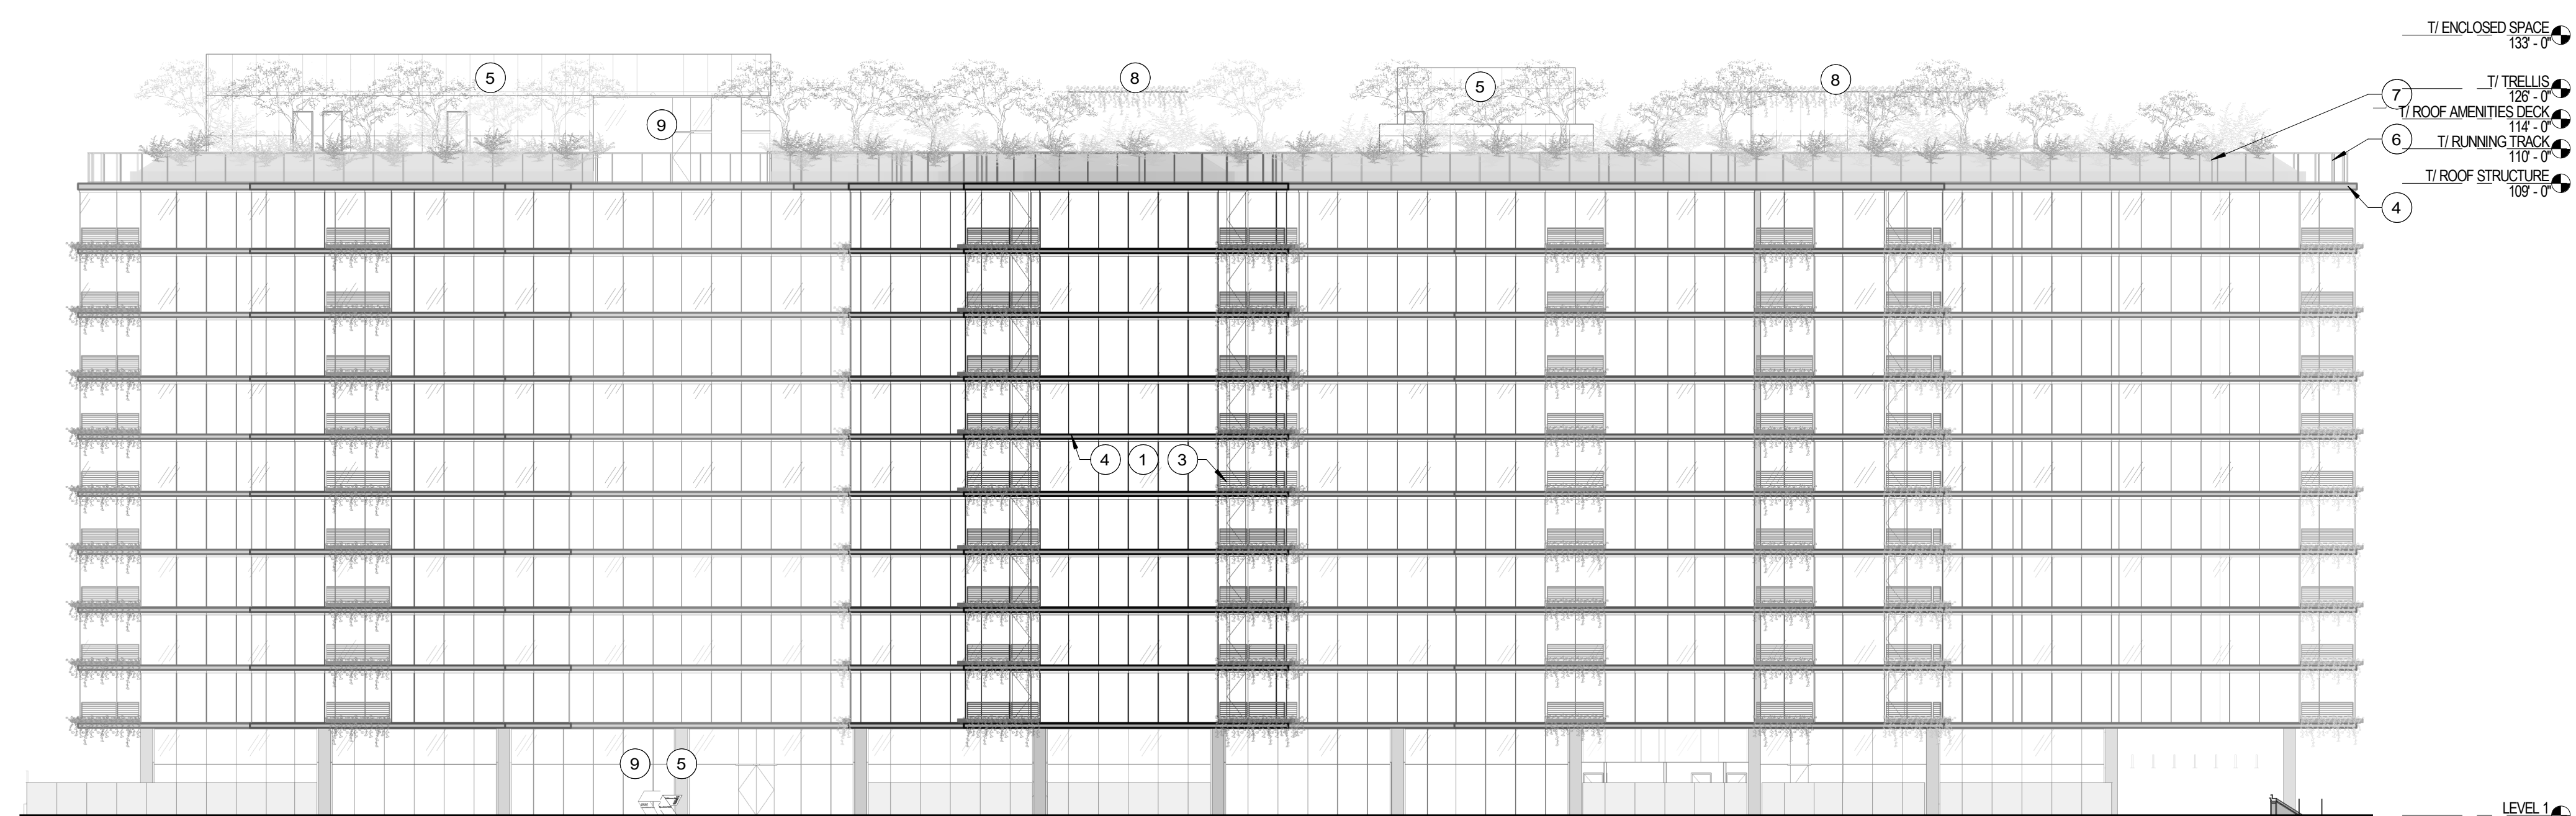 T/ ENCLOSED SPACE
133' - 0"
5
8
5
8
T/ TRELLIS
126' - 0"
7
T/ ROOF AMENITIES DECK
114' - 0"
9
6
T/ RUNNING TRACK
110' - 0"
T/ ROOF STRUCTURE
109' - 0"
4
4
1
3
9
5
LEVEL 1